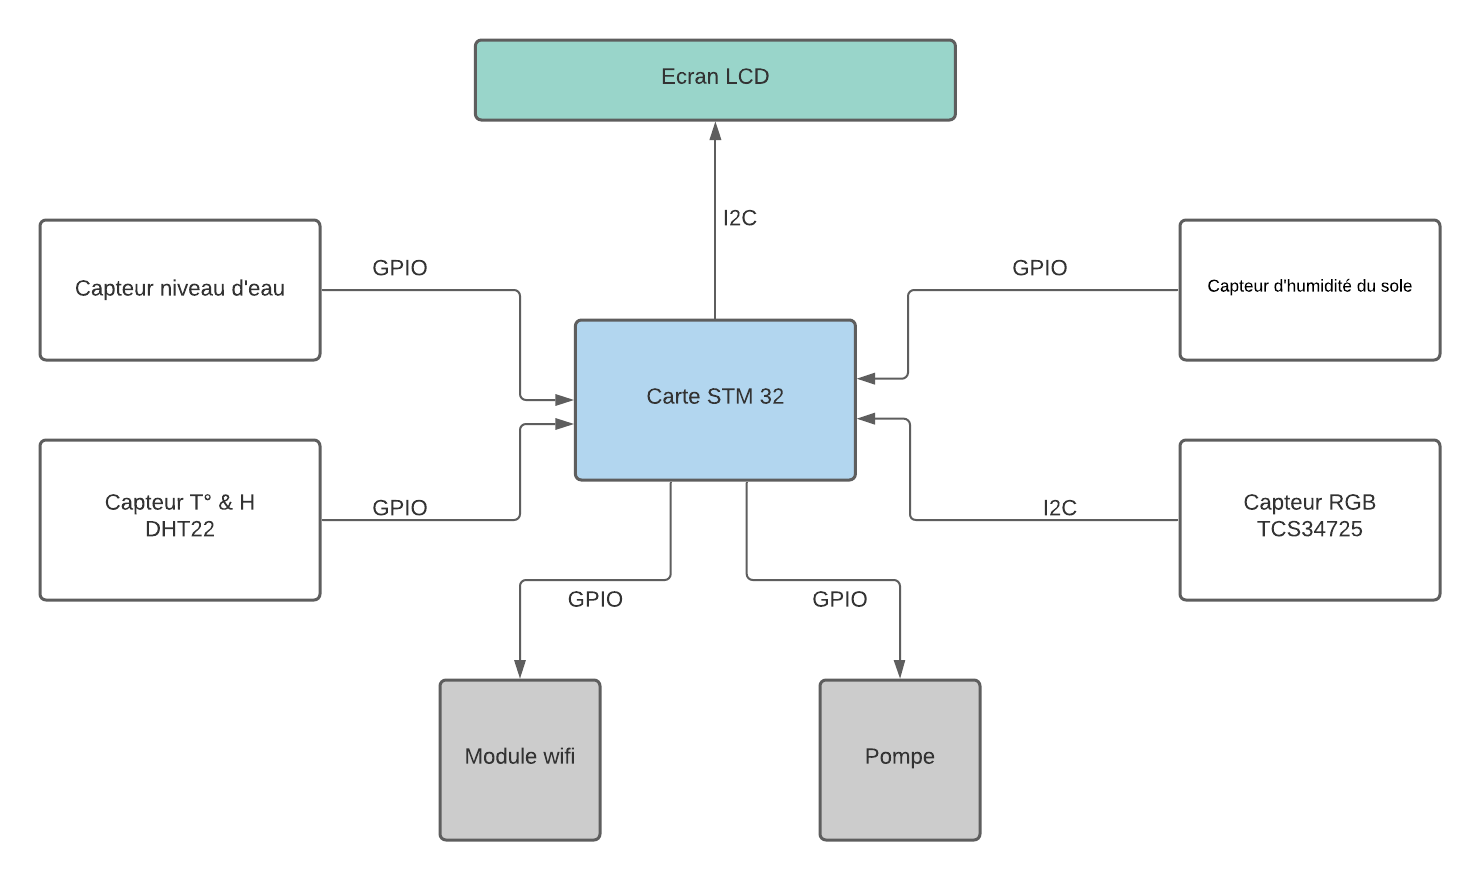 Ecran LCD
I2C
Capteur niveau d'eau
GPIO
GPIO
Capteur d'humidité du sole
Carte STM 32
Capteur T° & H
DHT22
GPIO
I2C
Capteur RGB
TCS34725
GPIO
GPIO
Module wifi
Pompe